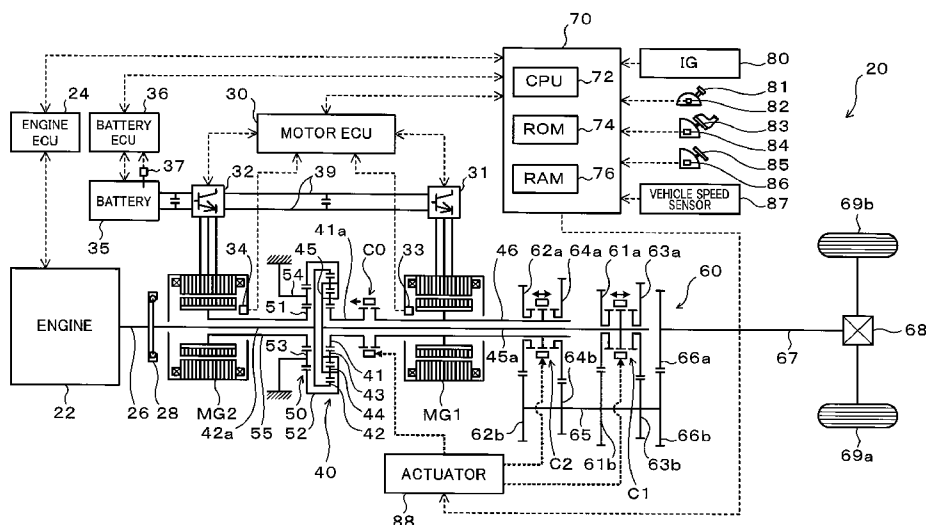 70
20
CPU
72
IG
80
81
82
24
36
30
ENGINE
ECU
BATTERY
ECU
MOTOR ECU
ROM
74
83
84
37
32
39
31
RAM
76
85
86
BATTERY
VEHICLE SPEED
SENSOR
87
35
69b
34
45
41a
C0
33
46
62a
64a
61a
63a
60
54
51
ENGINE
67
68
53
45a
64b
66a
41
43
44
42
22
26
28
MG2
42a
55
50
52
MG1
65
62b
C2
61b
C1
63b
66b
69a
40
ACTUATOR
88